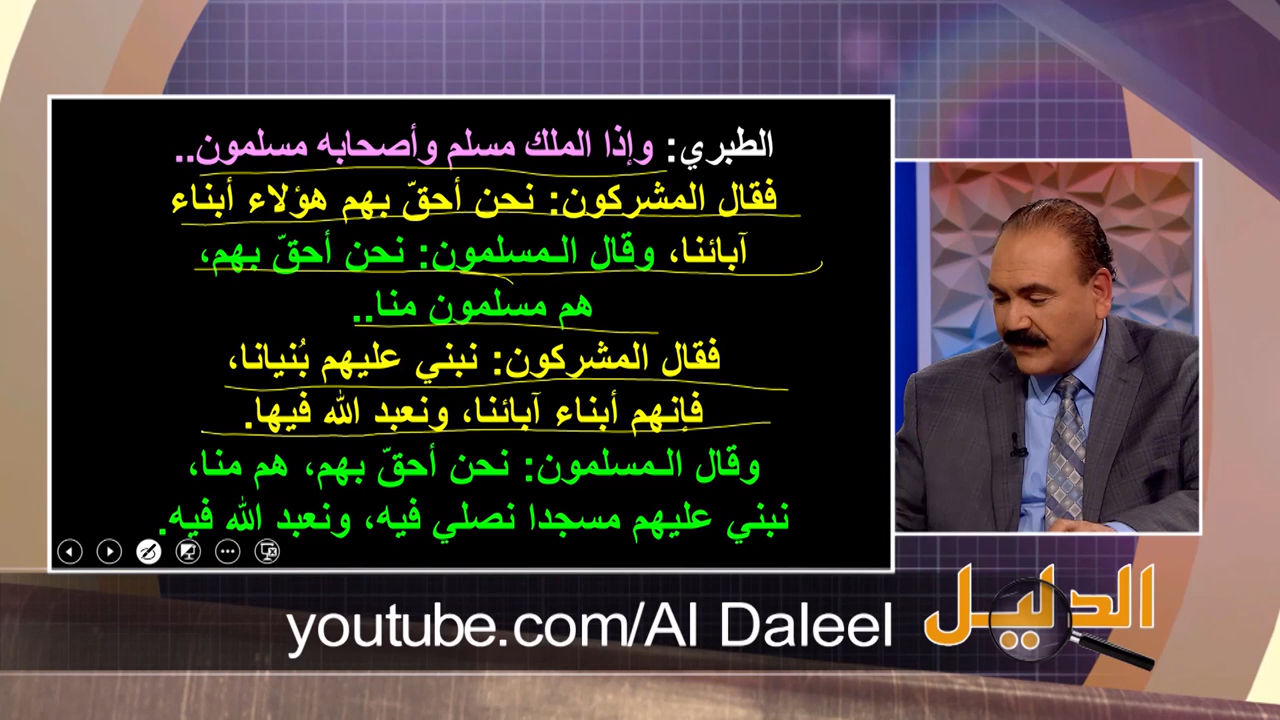 الطبري: وإذا الملك مسلم وأصحابه مسلمون..
فقال المشركون: نحن أحقّ بهم هؤلاء أبناء
آبائنا، وقال الـمسلمون: نحن أحقّ بهم،
هم مسلمون منا..
فقال المشركون: نبني عليهم بُنيانا،
فإنهم أبناء آبائنا، ونعبد الله فيها.
وقال الـمسلمون: نحن أحقّ بهم، هم منا،
نبني عليهم مسجدا نصلي فيه، ونعبد الله فيه.
youtube.com/Al Daleel
الدليل